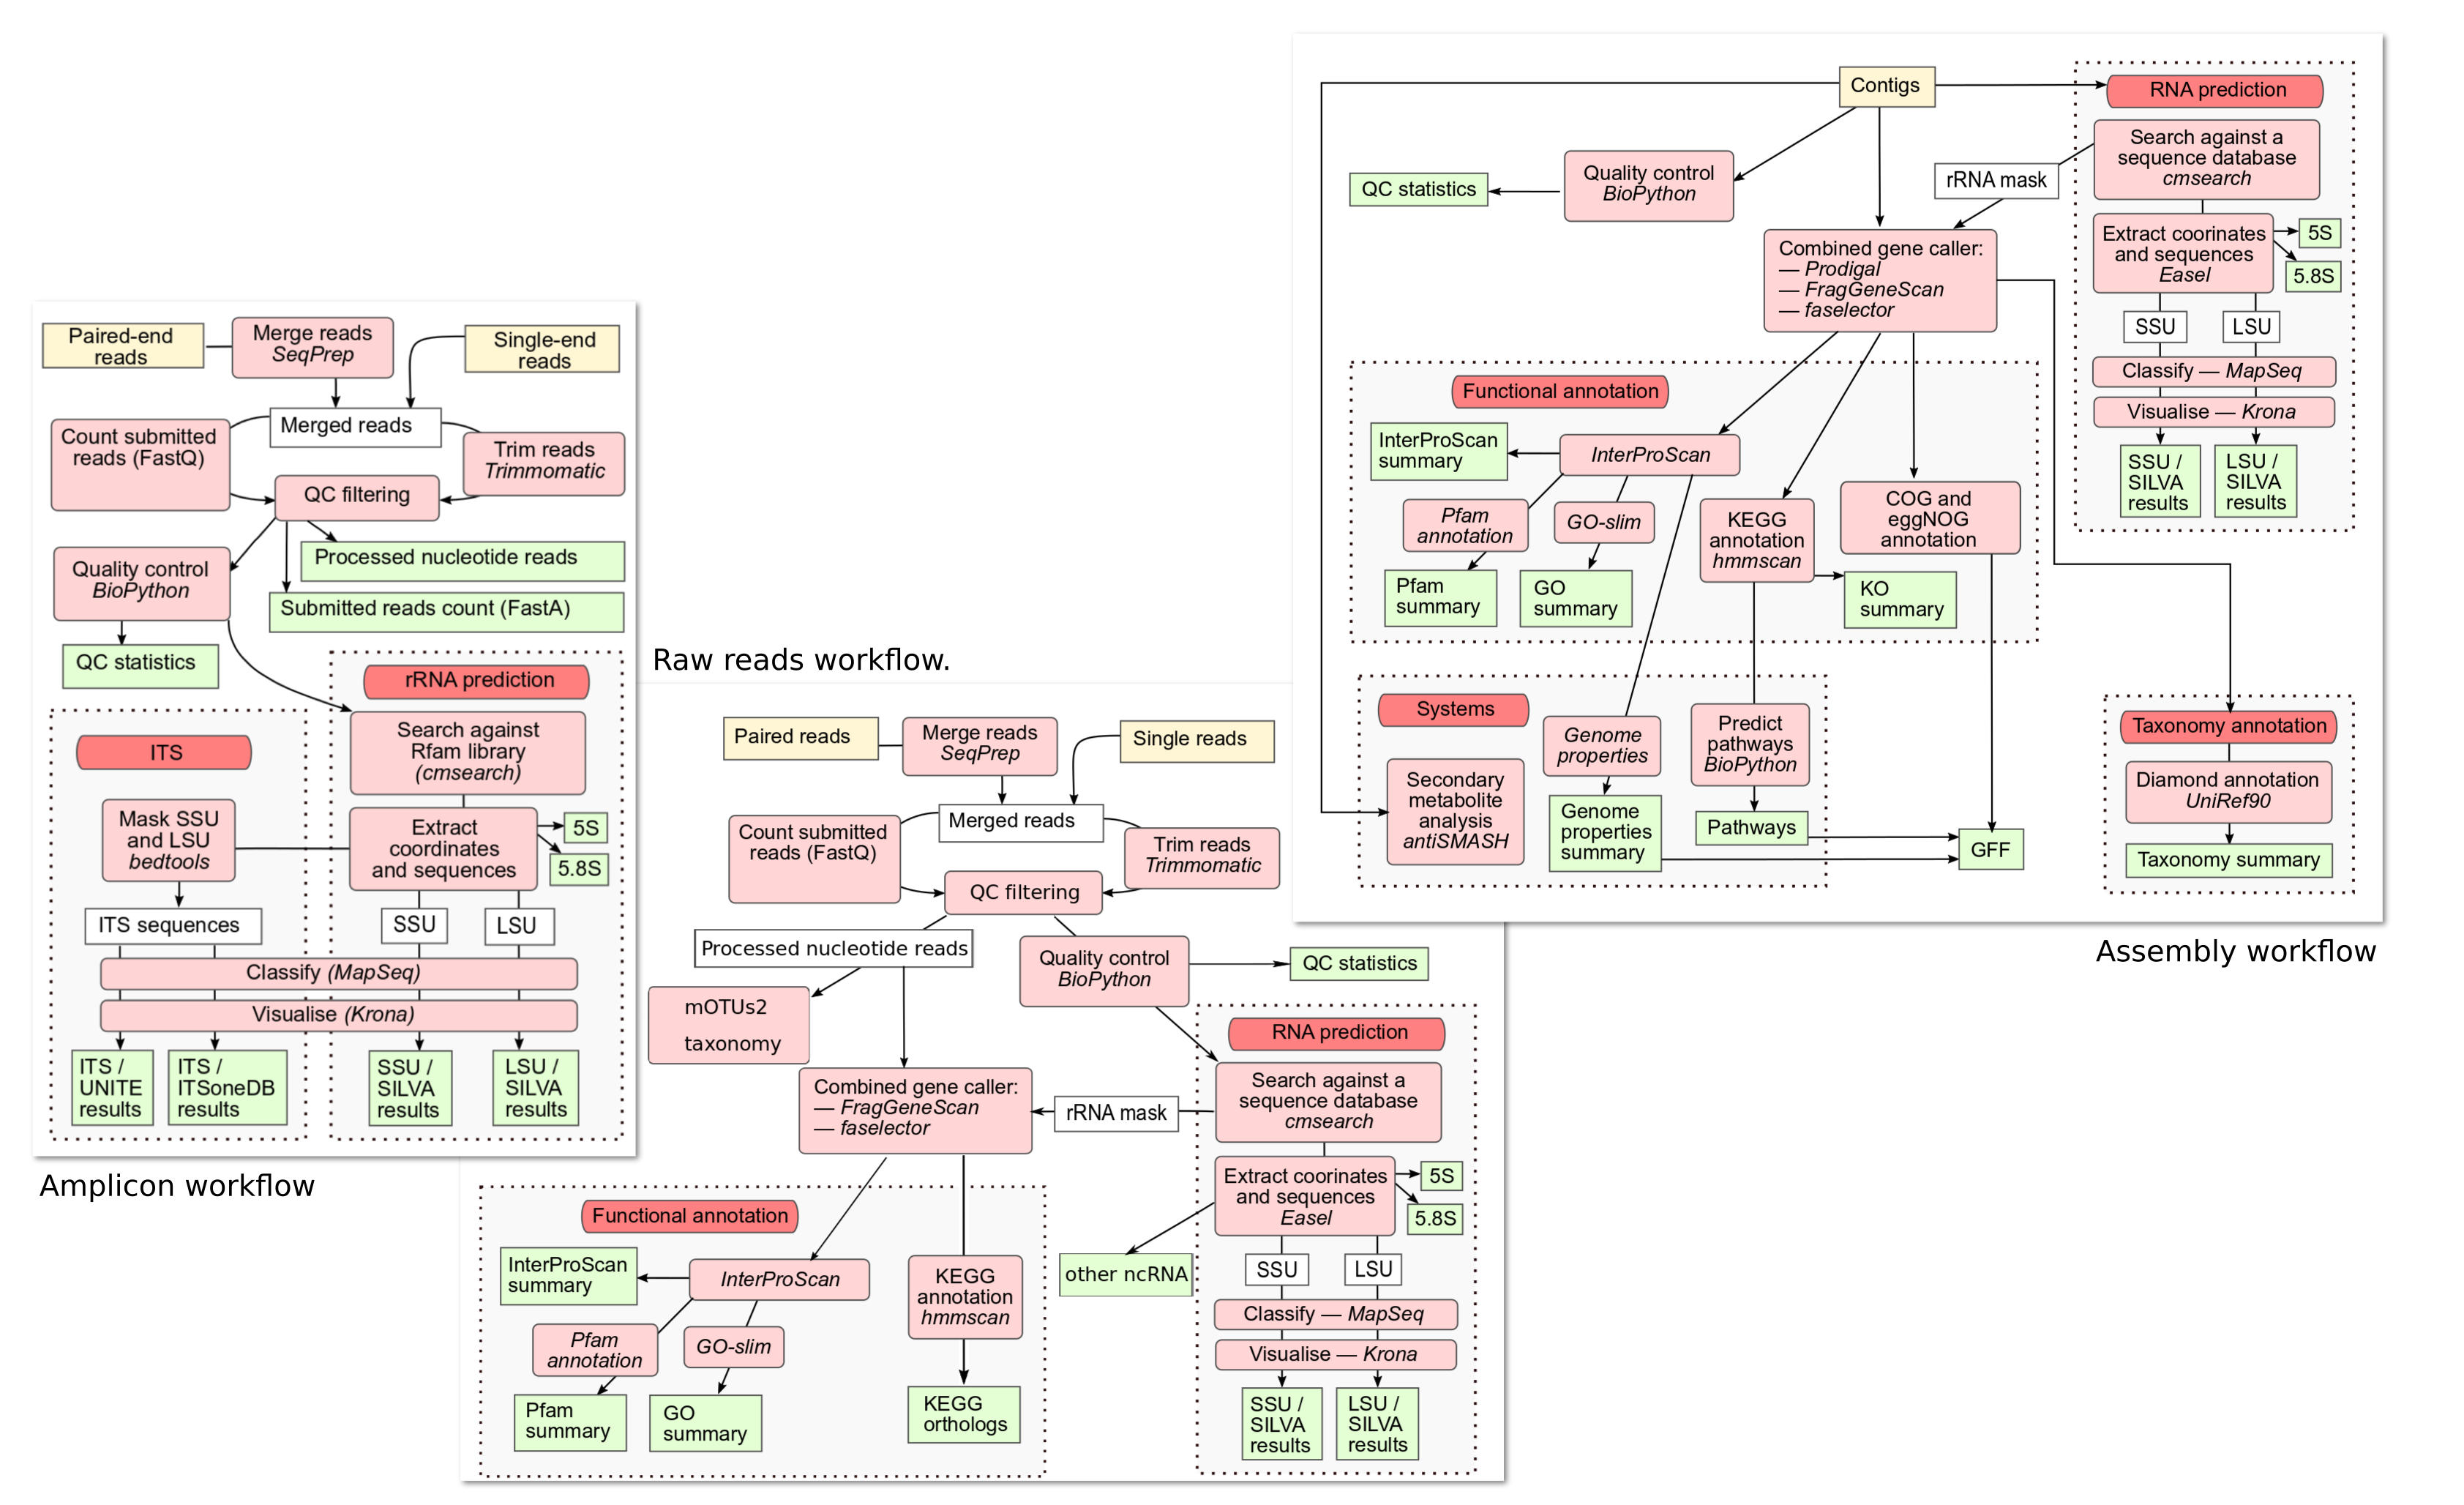 Paired-end
reads
Merge reads
SeqPrep
Single-end
reads
Merged reads
Count submitted
reads (FastQ)
Trim reads
Trimmomatic
QC filtering
Processed nucleotide reads
Quality control
BioPython
Submitted reads count (FastA)
QC statistics
rRNA prediction
Search against
Rfam library
(cmsearch)
ITS
Mask SSU
and LSU
bedtools
Extract
coordinates
and sequences
5S
5.8S
ITS sequences
SSU
LSU
Classify (MapSeq)
Visualise (Krona)
ITS /
UNITE
results
ITS /
ITSoneDB
results
SSU /
SILVA
results
LSU /
SILVA
results
Amplicon workflow
Raw reads workflow.
Paired reads
Merge reads
SeqPrep
Single reads
Merged reads
Count submitted
reads (FastQ)
Trim reads
Trimmomatic
QC filtering
Processed nucleotide reads
Quality control
BioPython
QC statistics
mOTUs2
taxonomy
Combined gene caller:
— FragGeneScan
— faselector
rRNA mask
RNA prediction
Search against a
sequence database
cmsearch
Extract coorinates
and sequences
Easel
5S
5.8S
other ncRNA
SSU
LSU
Classify — MapSeq
Visualise — Krona
SSU /
SILVA
results
LSU /
SILVA
results
Functional annotation
InterProScan
summary
InterProScan
KEGG
annotation
hmmscan
Pfam
annotation
GO-slim
Pfam
summary
GO
summary
KEGG
orthologs
Contigs
RNA prediction
Search against a
sequence database
cmsearch
Quality control
BioPython
QC statistics
rRNA mask
Extract coorinates
and sequences
Easel
5S
5.8S
Combined gene caller:
— Prodigal
— FragGeneScan
— faselector
SSU
LSU
Classify — MapSeq
Visualise — Krona
SSU /
SILVA
results
LSU /
SILVA
results
Functional annotation
InterProScan
summary
InterProScan
Pfam
annotation
GO-slim
KEGG
annotation
hmmscan
COG and
eggNOG
annotation
Pfam
summary
GO
summary
KO
summary
Systems
Secondary
metabolite
analysis
antiSMASH
Genome
properties
Predict
pathways
BioPython
Genome
properties
summary
Pathways
GFF
Taxonomy annotation
Diamond annotation
UniRef90
Taxonomy summary
Assembly workflow